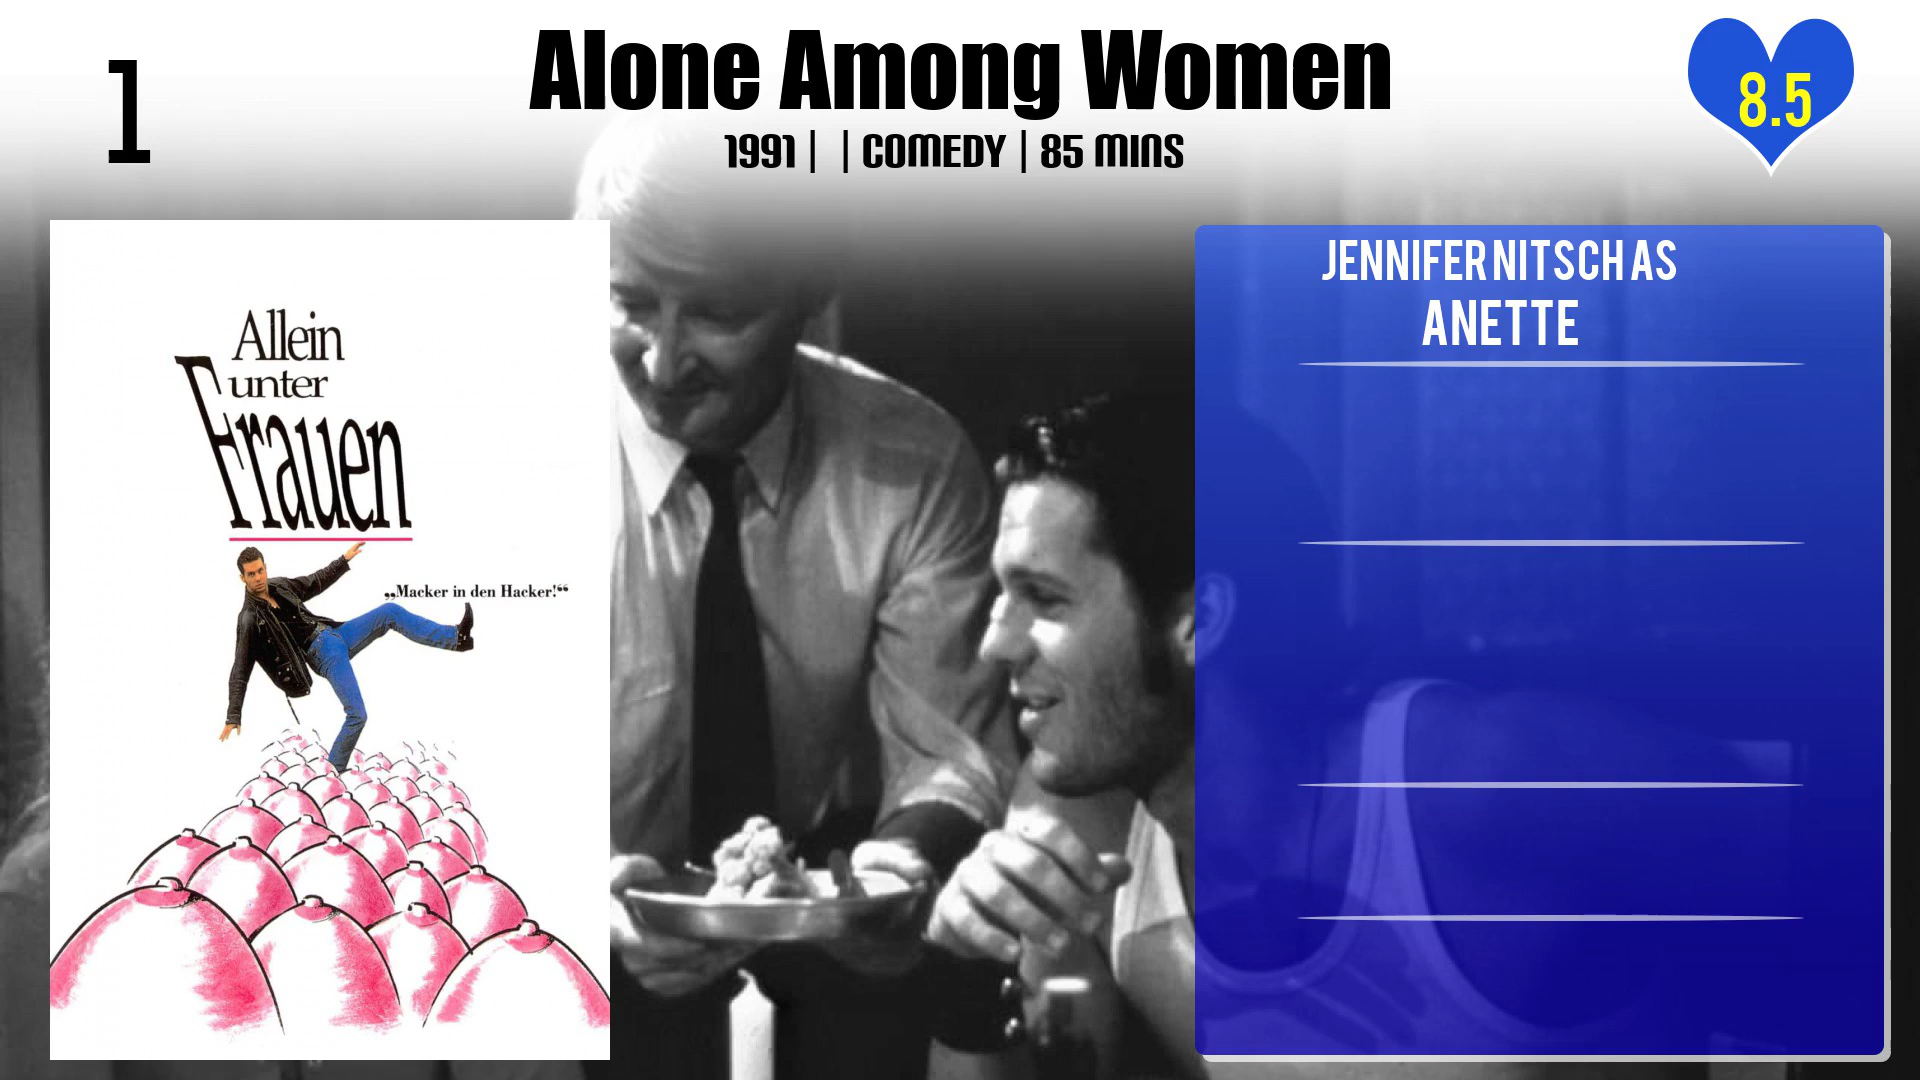 1
Alone Among Women
1991 | | COMEDY | 85 MINS
8.5
Allein
unter
Frauen
„Macker in den Hacker!“
JENNIFER NITSCH AS
ANETTE